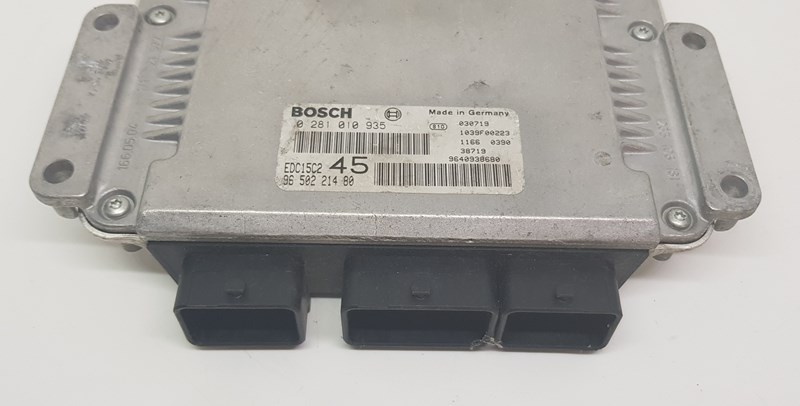 BOSCH
Made in Germany
0 281 010 935
610
030719
1039F00223
1166 0390
38719
9640938680
EDC15C2
45
96 502 214 80